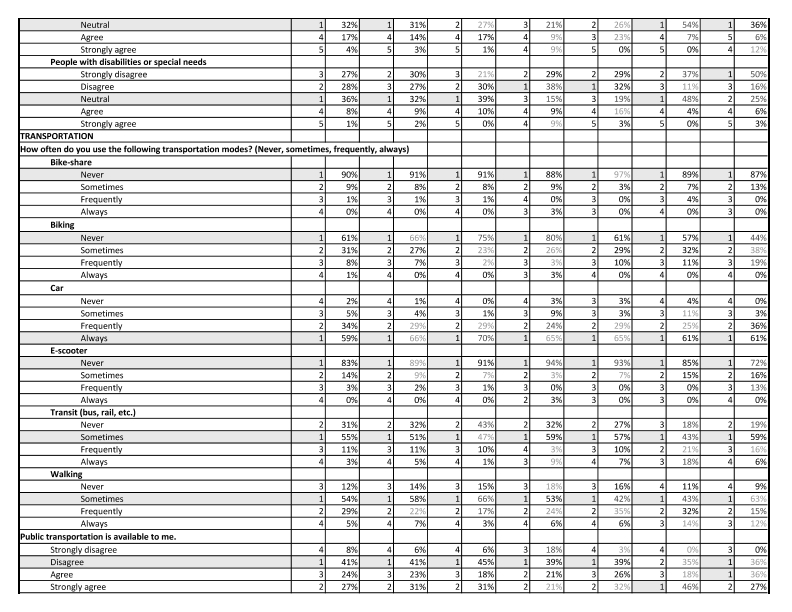 Neutral 1 32% 1 31% 2 27% 3 21% 2 26% 1 54% 1 36%
Agree 4 17% 4 14% 4 17% 4 9% 3 23% 4 7% 5 6%
Strongly agree 5 4% 5 3% 5 1% 4 9% 5 0% 5 0% 4 12%
People with disabilities or special needs
Strongly disagree 3 27% 2 30% 3 21% 2 29% 2 29% 2 37% 1 50%
Disagree 2 28% 3 27% 2 30% 1 38% 1 32% 3 11% 3 16%
Neutral 1 36% 1 32% 1 39% 3 15% 3 19% 1 48% 2 25%
Agree 4 8% 4 9% 4 10% 4 9% 4 16% 4 4% 4 6%
Strongly agree 5 1% 5 2% 5 0% 4 9% 5 3% 5 0% 5 3%
TRANSPORTATION
How often do you use the following transportation modes? (Never, sometimes, frequently, always)
Bike-share
Never 1 90% 1 91% 1 91% 1 88% 1 97% 1 89% 1 87%
Sometimes 2 9% 2 8% 2 8% 2 9% 2 3% 2 7% 2 13%
Frequently 3 1% 3 1% 3 1% 4 0% 3 0% 3 4% 3 0%
Always 4 0% 4 0% 4 0% 3 3% 3 0% 4 0% 3 0%
Biking
Never 1 61% 1 66% 1 75% 1 80% 1 61% 1 57% 1 44%
Sometimes 2 31% 2 27% 2 23% 2 26% 2 29% 2 32% 2 38%
Frequently 3 8% 3 7% 3 2% 3 3% 3 10% 3 11% 3 19%
Always 4 1% 4 0% 4 0% 3 3% 4 0% 4 0% 4 0%
Car
Never 4 2% 4 1% 4 0% 4 3% 3 3% 4 4% 4 0%
Sometimes 3 5% 3 4% 3 1% 3 9% 3 3% 3 11% 3 3%
Frequently 2 34% 2 29% 2 29% 2 24% 2 29% 2 25% 2 36%
Always 1 59% 1 66% 1 70% 1 65% 1 65% 1 61% 1 61%
E-scooter
Never 1 83% 1 89% 1 91% 1 94% 1 93% 1 85% 1 72%
Sometimes 2 14% 2 9% 2 7% 2 3% 2 7% 2 15% 2 16%
Frequently 3 3% 3 2% 3 1% 3 0% 3 0% 3 0% 3 13%
Always 4 0% 4 0% 4 0% 2 3% 3 0% 3 0% 4 0%
Transit (bus, rail, etc.)
Never 2 31% 2 32% 2 43% 2 32% 2 27% 3 18% 2 19%
Sometimes 1 55% 1 51% 1 47% 1 59% 1 57% 1 43% 1 59%
Frequently 3 11% 3 11% 3 10% 4 3% 3 10% 2 21% 3 16%
Always 4 3% 4 5% 4 1% 3 9% 4 7% 3 18% 4 6%
Walking
Never 3 12% 3 14% 3 15% 3 18% 3 16% 4 11% 4 9%
Sometimes 1 54% 1 58% 1 66% 1 53% 1 42% 1 43% 1 63%
Frequently 2 29% 2 22% 2 17% 2 24% 2 35% 2 32% 2 15%
Always 4 5% 4 7% 4 3% 4 6% 4 6% 3 14% 3 12%
Public transportation is available to me.
Strongly disagree 4 8% 4 6% 4 6% 3 18% 4 3% 4 0% 3 0%
Disagree 1 41% 1 41% 1 45% 1 39% 1 39% 2 35% 1 36%
Agree 3 24% 3 23% 3 18% 2 21% 3 26% 3 18% 1 36%
Strongly agree 2 27% 2 31% 2 31% 2 21% 2 32% 1 46% 2 27%